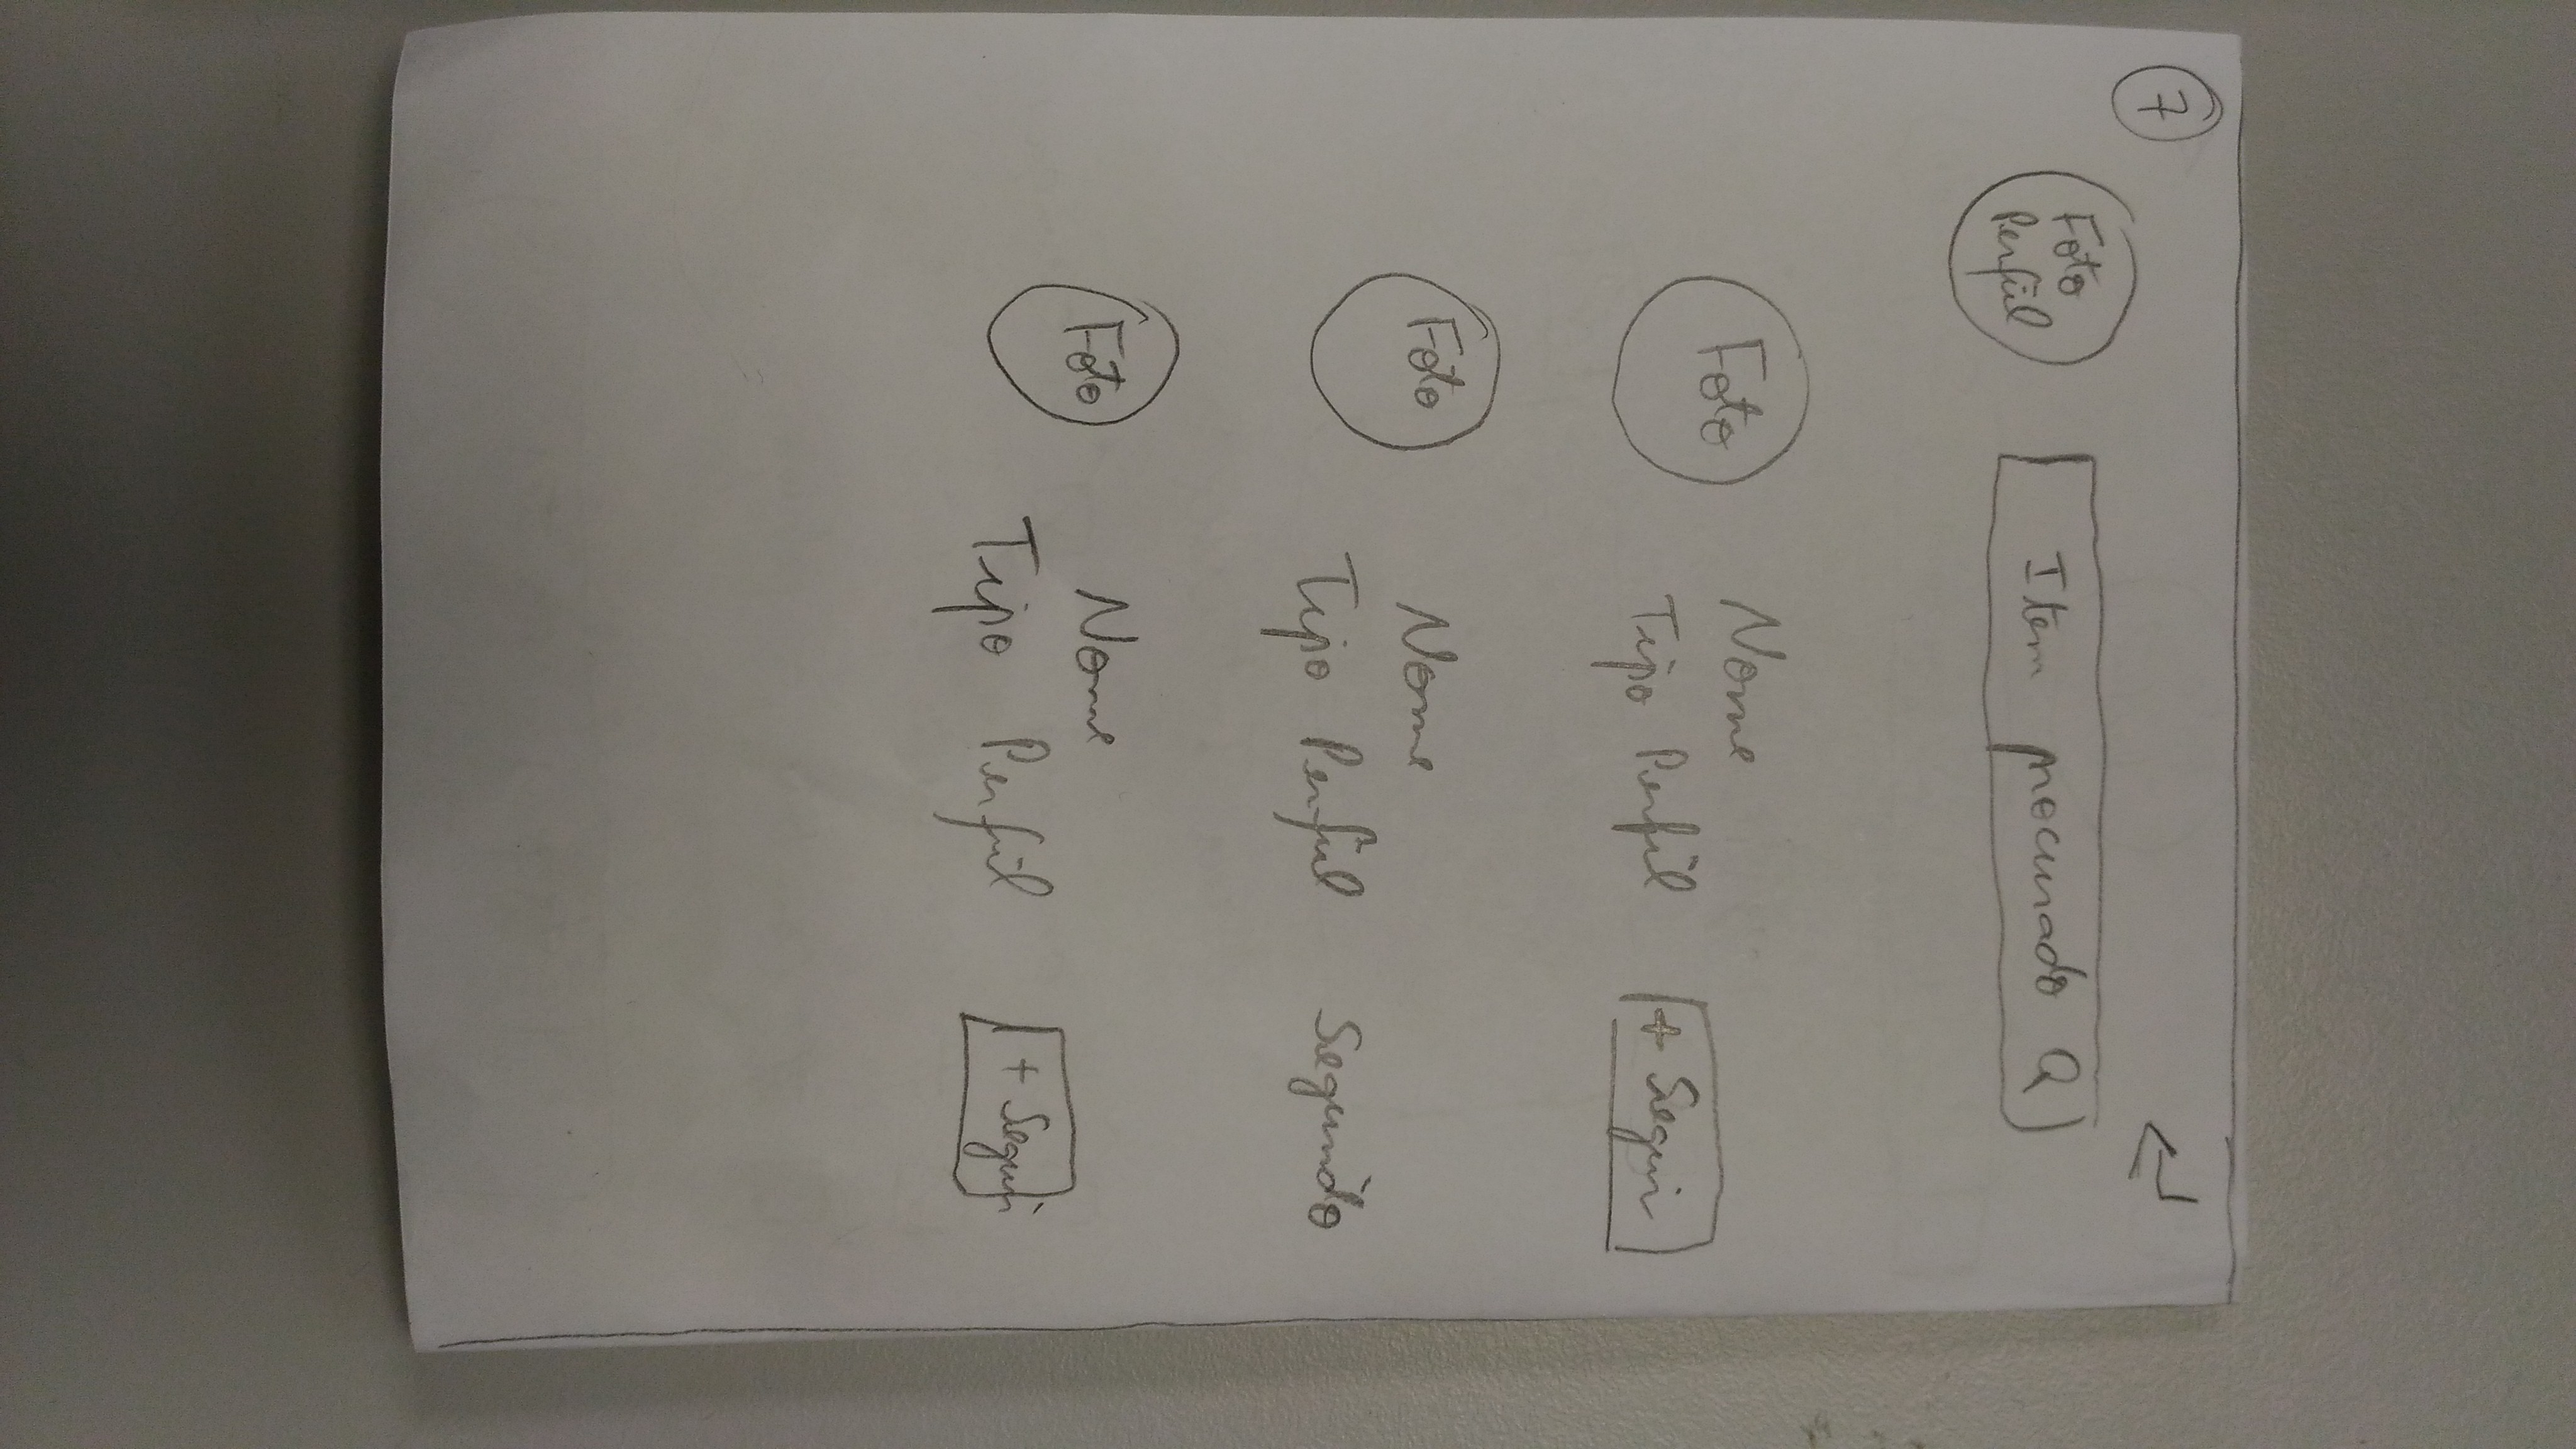 7
Foto
Perfil
Item procurado
Foto
Nome
Tipo Perfil
+ Seguir
Foto
Nome
Tipo Perfil
Seguindo
Foto
Nome
Tipo Perfil
+ Seguir